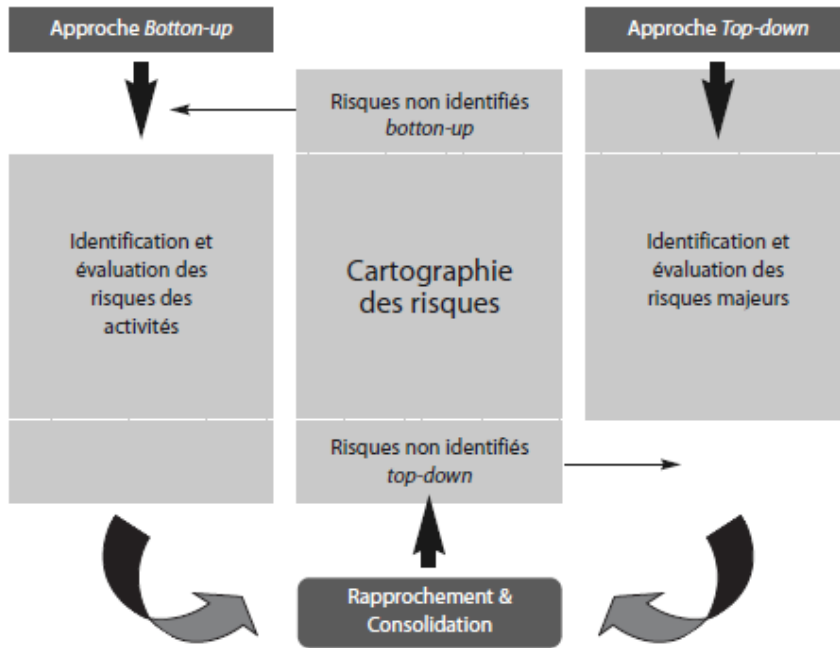 Approche Botton-up
Approche Top-down
Risques non identifiés
botton-up
Identification et
évaluation des
risques des
activités
Cartographie
des risques
Identification et
évaluation des
risques majeurs
Risques non identifiés
top-down
Rapprochement &
Consolidation